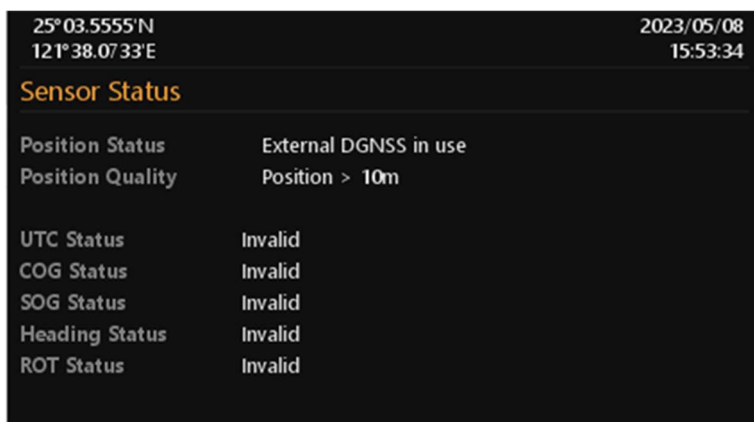 25°03.5555'N 2023/05/08
121°38.0733'E 15:53:34
Sensor Status
Position Status External DGNSS in use
Position Quality Position > 10m
UTC Status Invalid
COG Status Invalid
SOG Status Invalid
Heading Status Invalid
ROT Status Invalid